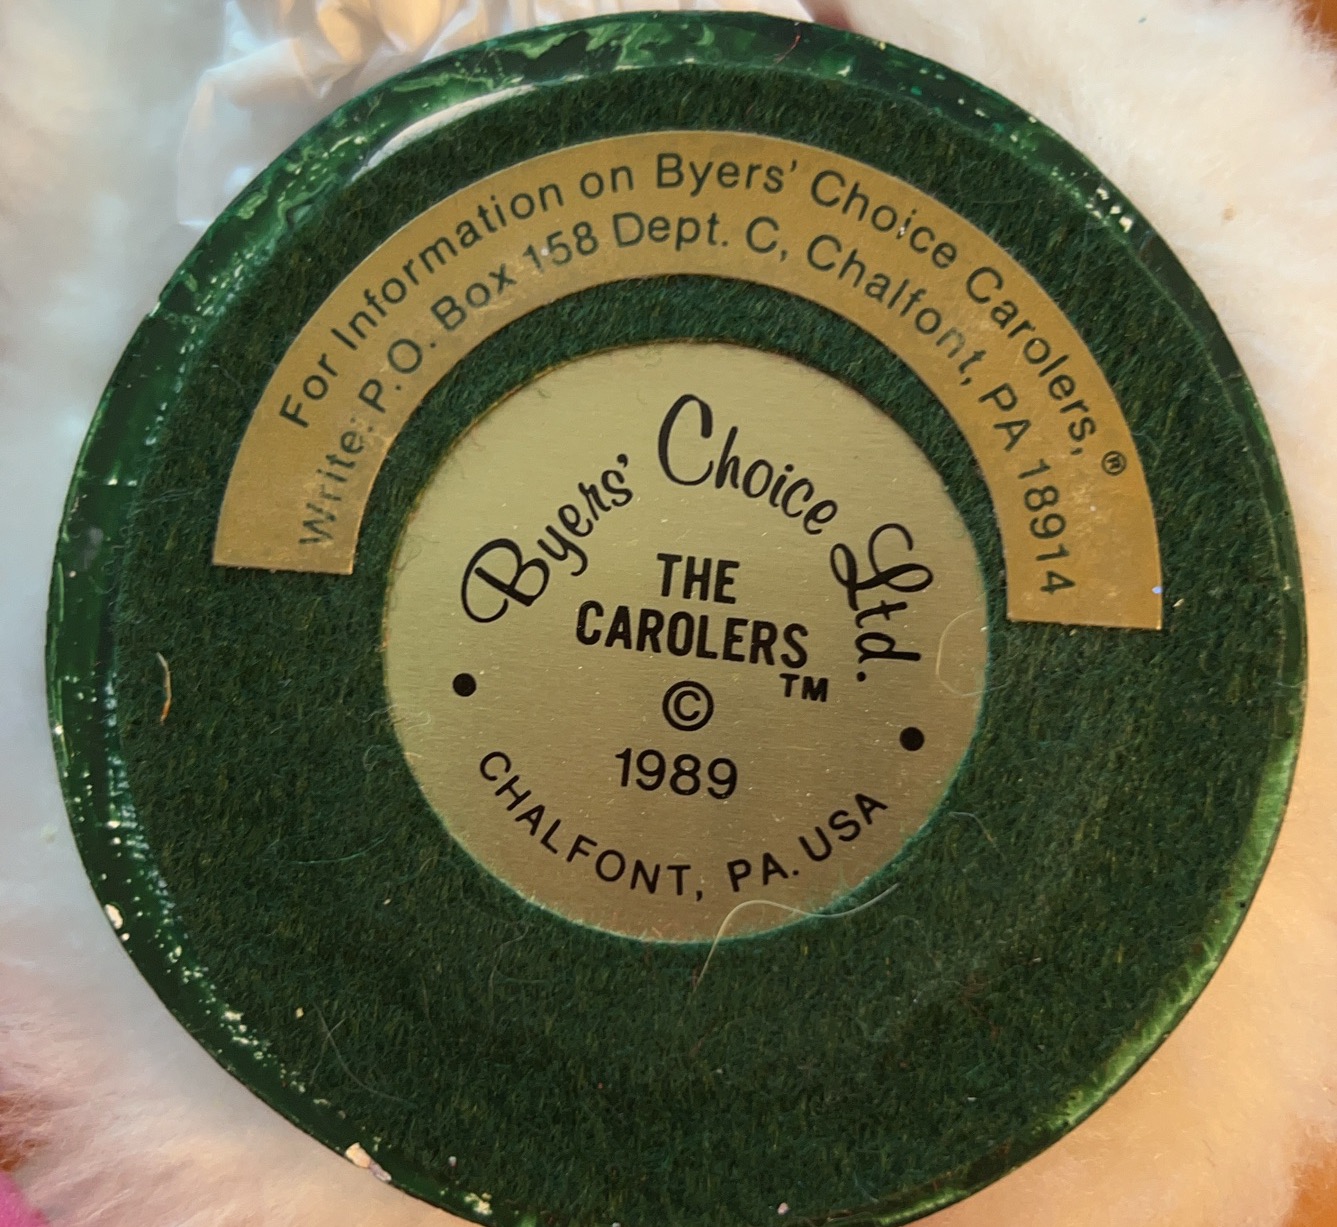 For Information on Byers' Choice Carolers,®
Write: P.O. Box 158 Dept. C, Chalfont, PA 18914
Byers' Choice Ltd.
THE
CAROLERS
TM
©
1989
CHALFONT, PA. USA